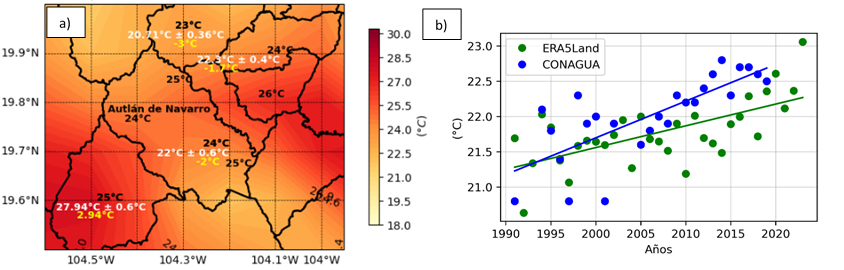 a)
23°C
20.71°C ± 0.36°C
-3°C
24°C
22.3°C ± 0.4°C
25°C
26°C
Autlán de Navarro
24°C
24°C
22°C ± 0.6°C
-2°C
25°C
25°C
27.94°C ± 0.6°C
2.94°C
19.9°N
19.8°N
19.7°N
19.6°N
104.5°W
104.3°W
104.1°W
104°W
30.0
28.5
27.0
25.5
24.0
22.5
21.0
19.5
18.0
(°C)
b)
ERA5Land
CONAGUA
23.0
22.5
22.0
21.5
21.0
(°C)
1990
1995
2000
2005
2010
2015
2020
Años